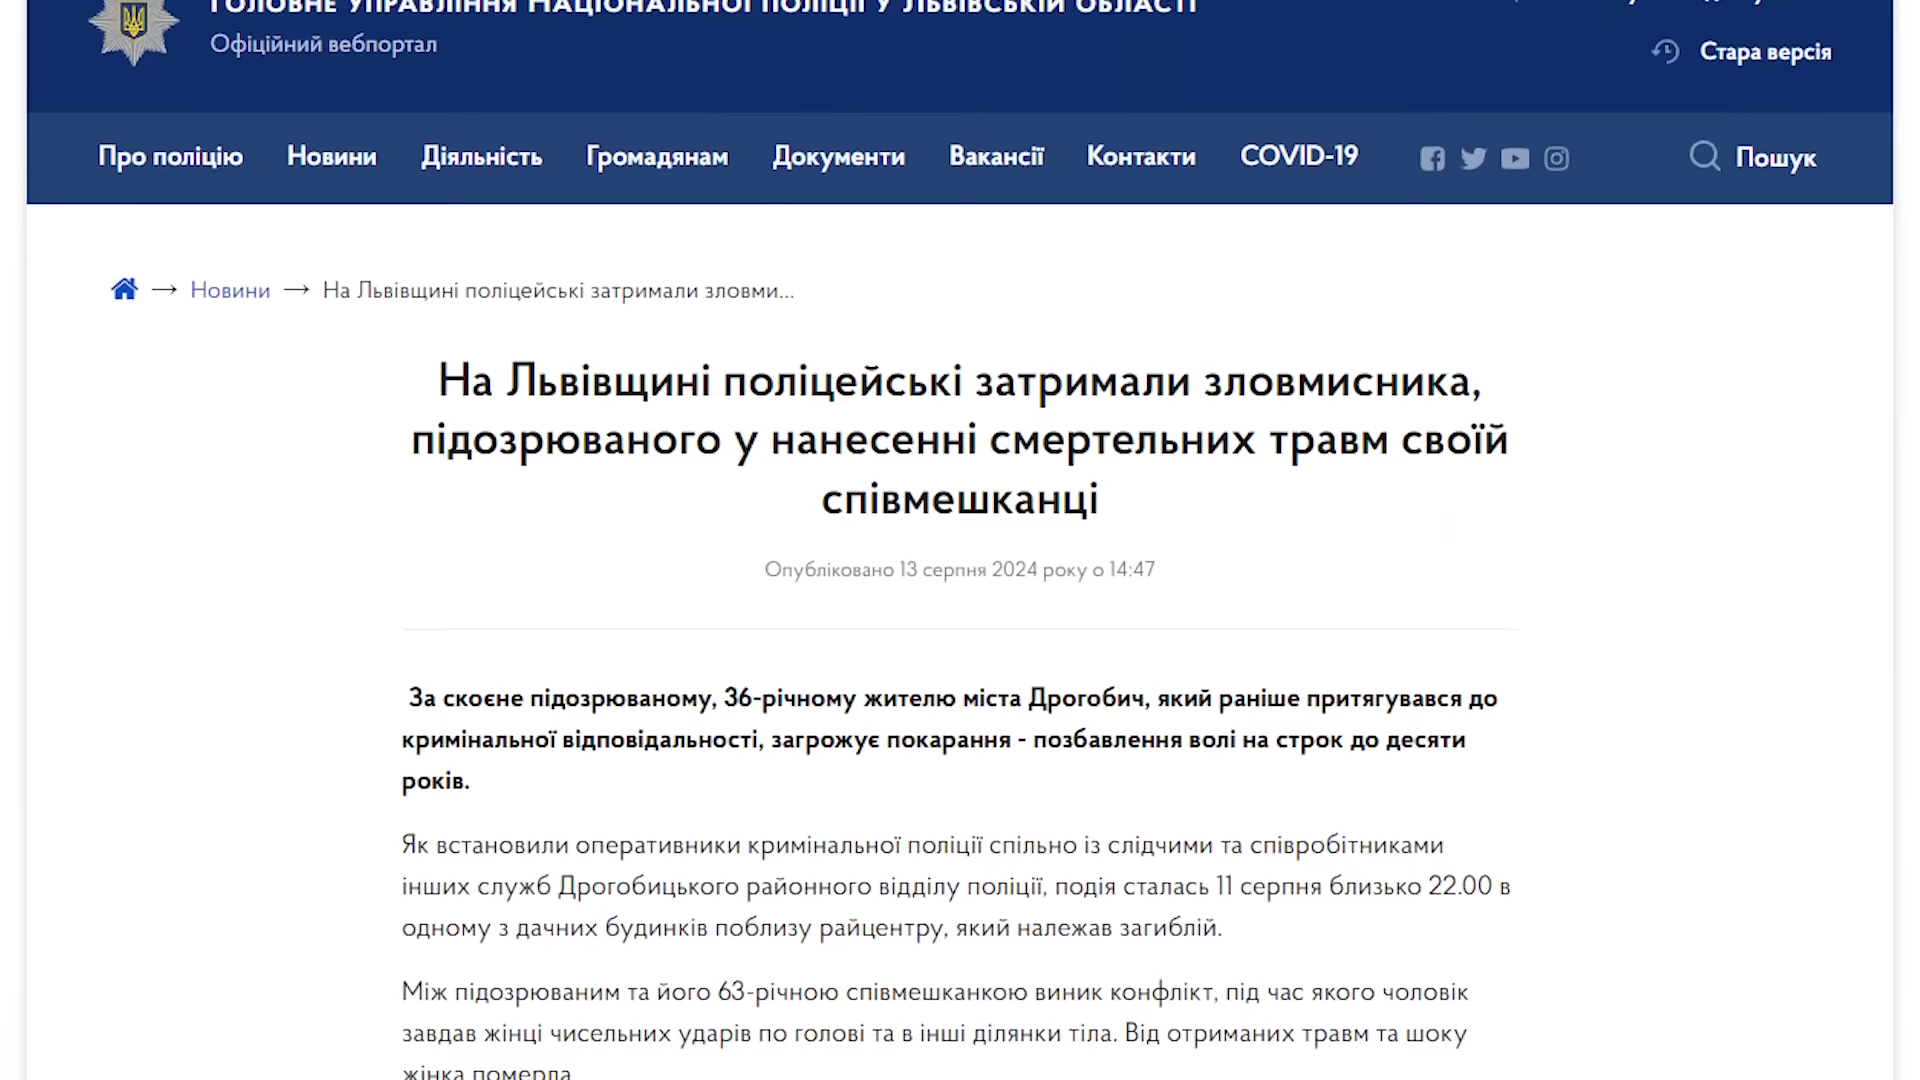 Головне управління Національної поліції у Львівській області
Офіційний вебпортал
Стара версія
Про поліцію Новини Діяльність Громадянам Документи Вакансії Контакти COVID-19 Пошук
Новини → На Львівщині поліцейські затримали зловми...
На Львівщині поліцейські затримали зловмисника,
підозрюваного у нанесенні смертельних травм своїй
співмешканці
Опубліковано 13 серпня 2024 року о 14:47
За скоєне підозрюваному, 36-річному жителю міста Дрогобич, який раніше притягувався до
кримінальної відповідальності, загрожує покарання - позбавлення волі на строк до десяти
років.
Як встановили оперативники кримінальної поліції спільно із слідчими та співробітниками
інших служб Дрогобицького районного відділу поліції, подія сталась 11 серпня близько 22.00 в
одному з дачних будинків поблизу райцентру, який належав загиблій.
Між підозрюваним та його 63-річною співмешканкою виник конфлікт, під час якого чоловік
завдав жінці чисельних ударів по голові та в інші ділянки тіла. Від отриманих травм та шоку
жінка померла